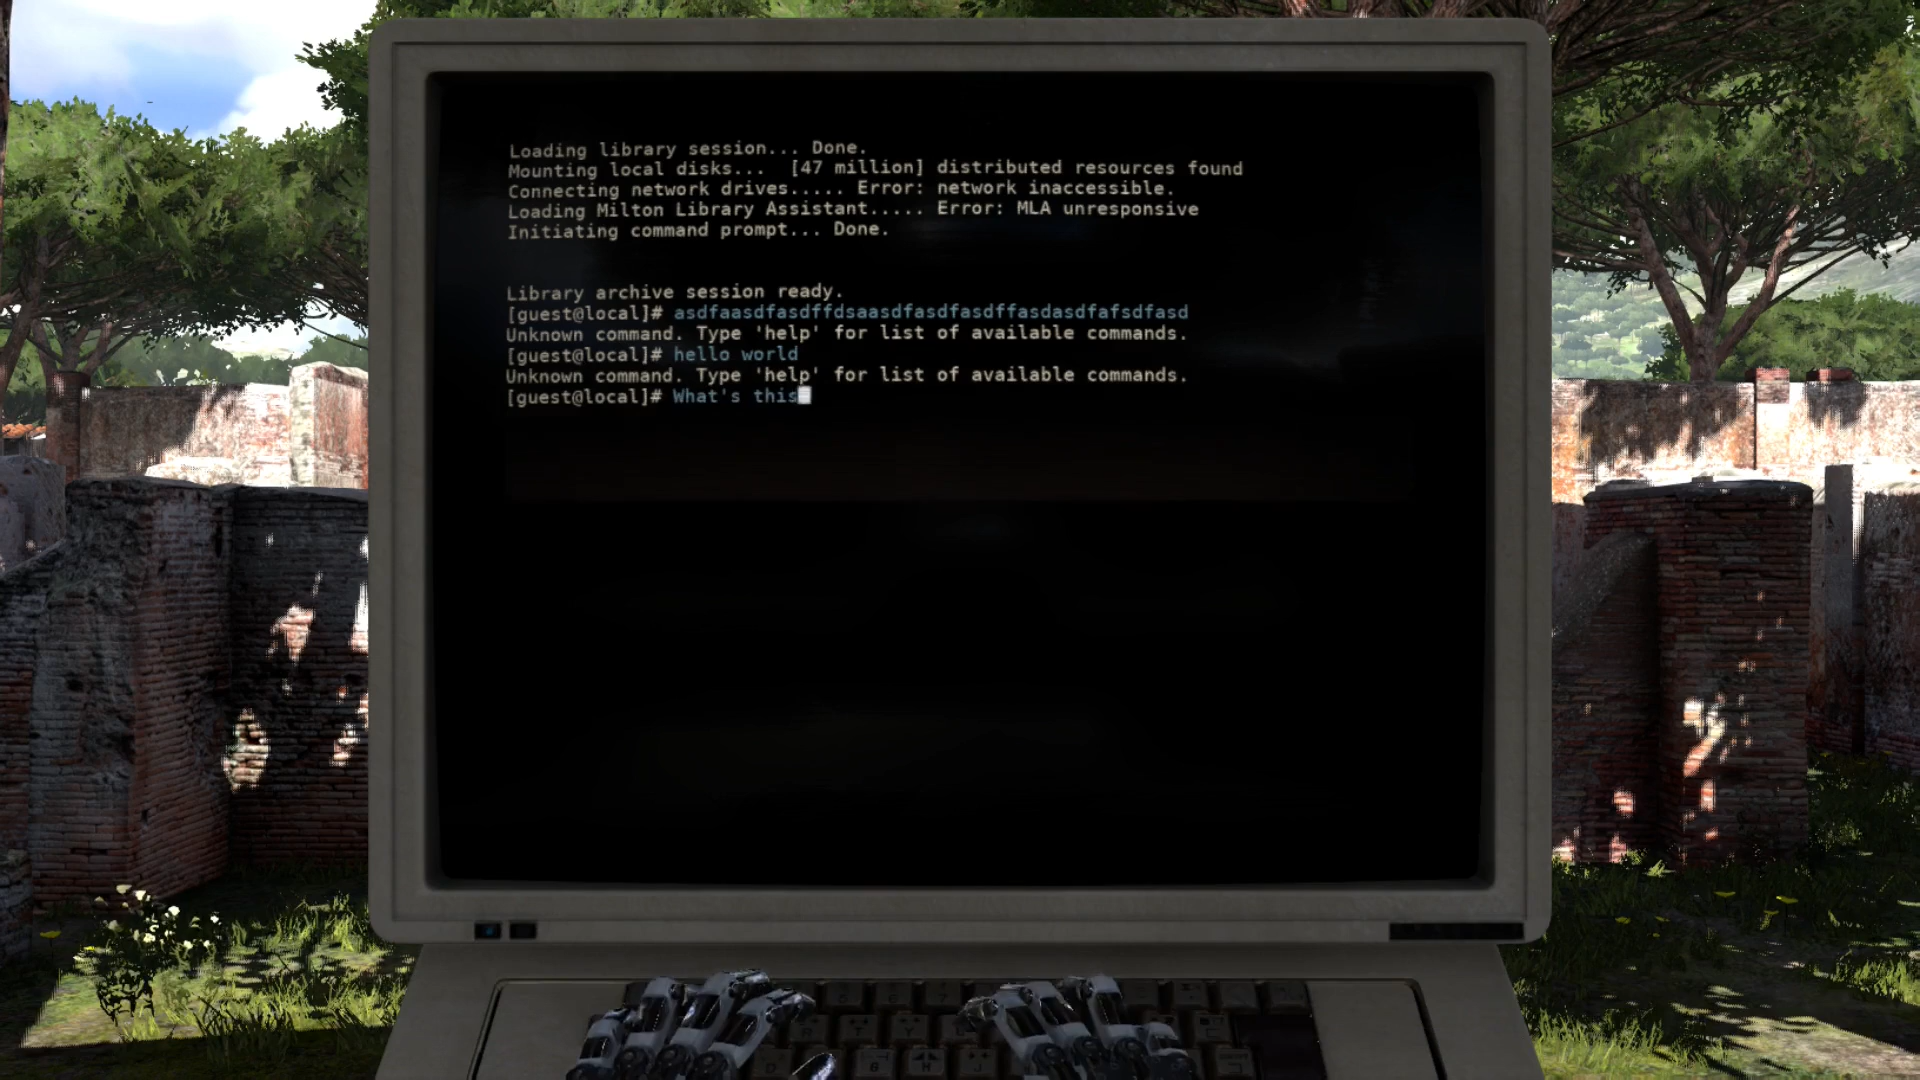 Loading library session... Done.
Mounting local disks...  [47 million] distributed resources found
Connecting network drives..... Error: network inaccessible.
Loading Milton Library Assistant..... Error: MLA unresponsive
Initiating command prompt... Done.
Library archive session ready.
[guest@local]# asdfaasdfasdffdsaasdfasdfasdffasdasdfafsdfasd
Unknown command. Type 'help' for list of available commands.
[guest@local]# hello world
Unknown command. Type 'help' for list of available commands.
[guest@local]# What's this